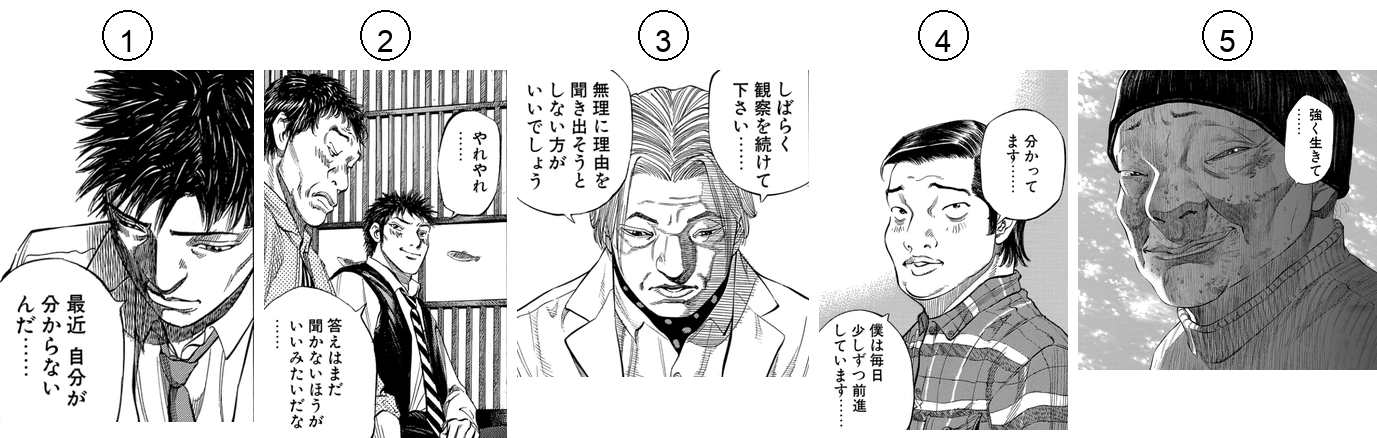 1
2
3
4
5
最近 自分が
分からない
んだ……
やれやれ
……
答えはまだ
聞かないほうが
いいみたいだな
……
しばらく
観察を続けて
下さい……
無理に理由を
聞き出そうと
しない方が
いいでしょう
分かって
ます……
僕は毎日
少しずつ前進
しています……
強く生きて
……